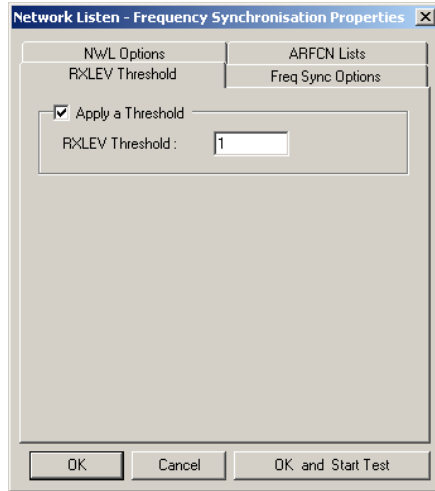 Network Listen - Frequency Synchronisation Properties
NWL Options
ARFCN Lists
RXLEV Threshold
Freq Sync Options
Apply a Threshold
RXLEV Threshold :
1
OK
Cancel
OK and Start Test